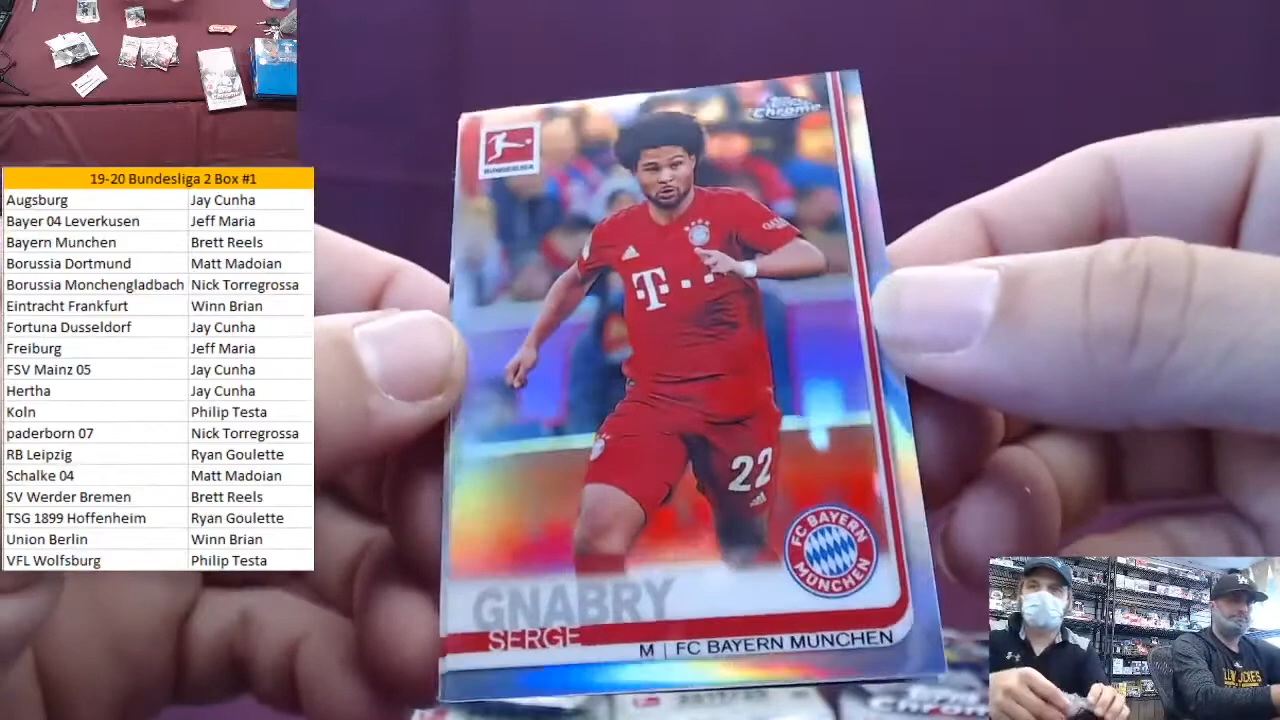 19-20 Bundesliga 2 Box #1
Augsburg Jay Cunha
Bayer 04 Leverkusen Jeff Maria
Bayern Munchen Brett Reels
Borussia Dortmund Matt Madoian
Borussia Monchengladbach Nick Torregrossa
Eintracht Frankfurt Winn Brian
Fortuna Dusseldorf Jay Cunha
Freiburg Jeff Maria
FSV Mainz 05 Jay Cunha
Hertha Jay Cunha
Koln Philip Testa
paderborn 07 Nick Torregrossa
RB Leipzig Ryan Goulette
Schalke 04 Matt Madoian
SV Werder Bremen Brett Reels
TSG 1899 Hoffenheim Ryan Goulette
Union Berlin Winn Brian
VFL Wolfsburg Philip Testa
Topps
Chrome
BUNDESLIGA
T
22
FC BAYERN
MÜNCHEN
GNABRY
SERGE
M | FC BAYERN MUNCHEN
Chrome
LA